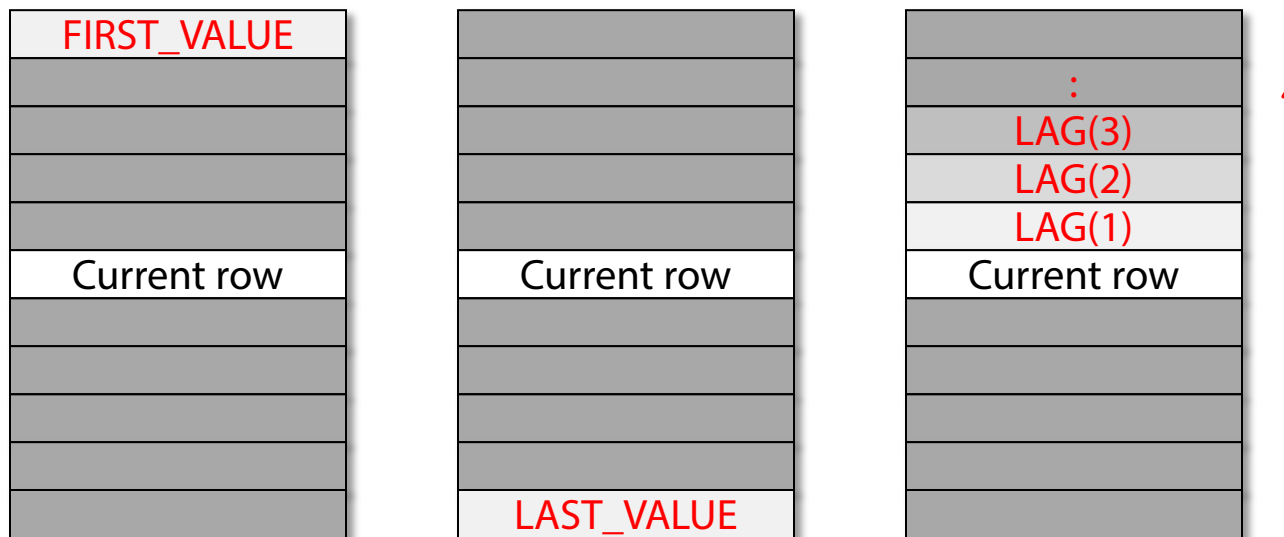 FIRST_VALUE
Current row
Current row
LAST_VALUE
:
LAG(3)
LAG(2)
LAG(1)
Current row